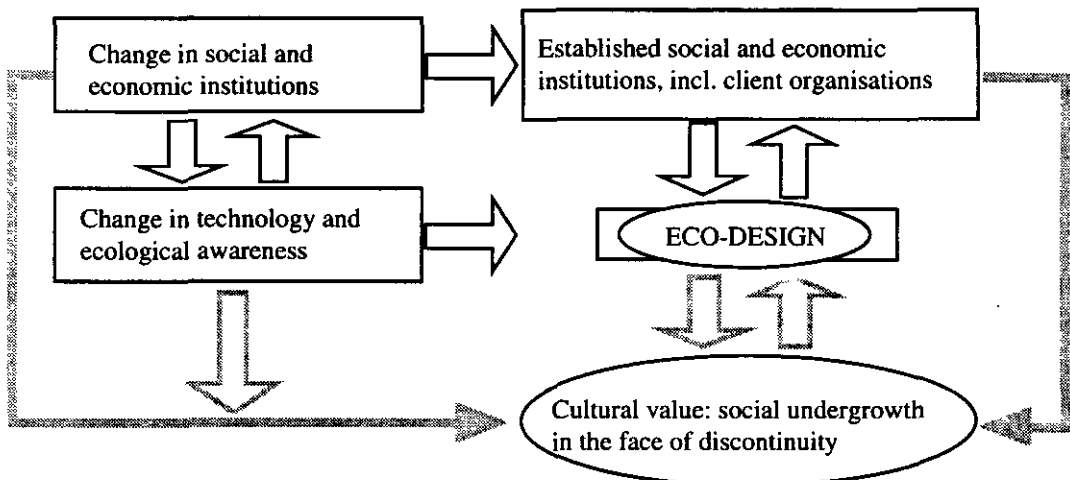 Change in social and
economic institutions
Established social and economic
institutions, incl. client organisations
Change in technology and
ecological awareness
ECO-DESIGN
Cultural value: social undergrowth
in the face of discontinuity